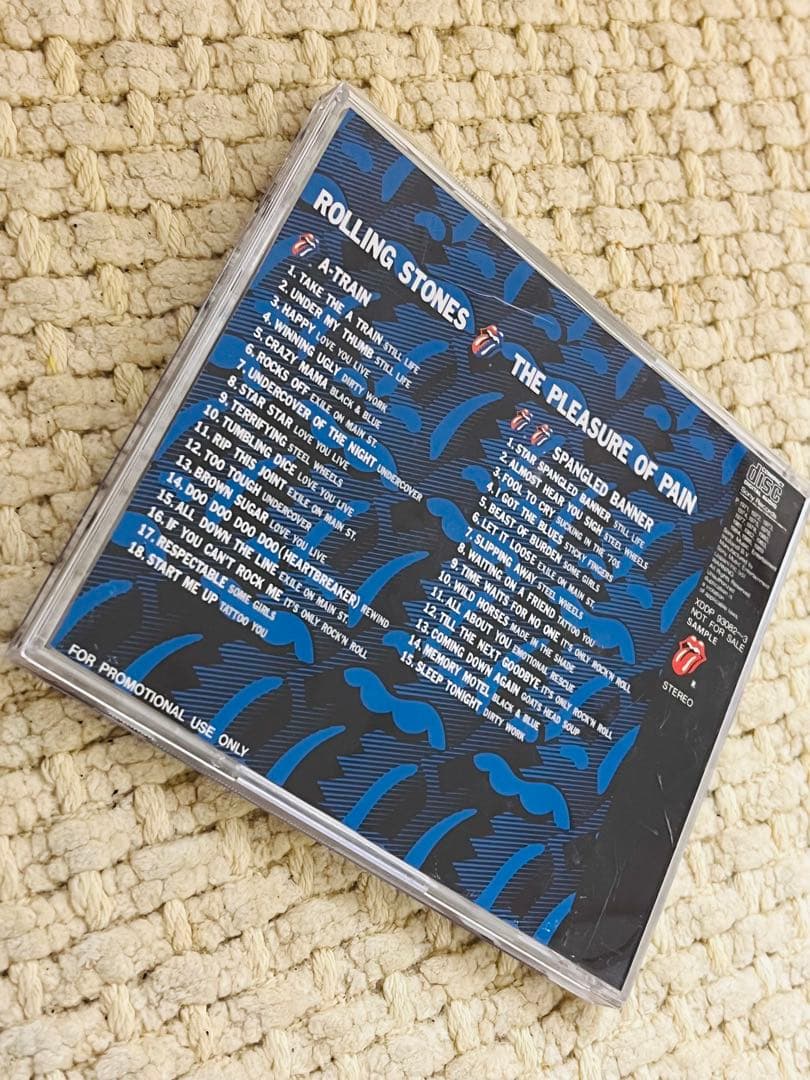 ROLLING STONES
THE PLEASURE OF PAIN
A-TRAIN
1. TAKE THE A TRAIN STILL LIFE
2. UNDER MY THUMB STILL LIFE
3. HAPPY LOVE YOU LIVE
4. WINNING UGLY DIRTY WORK
5. CRAZY MAMA BLACK & BLUE
6. ROCKS OFF EXILE ON MAIN ST.
7. UNDERCOVER OF THE NIGHT UNDERCOVER
8. STAR STAR LOVE YOU LIVE
9. TERRIFYING STEEL WHEELS
10. TUMBLING DICE LOVE YOU LIVE
11. RIP THIS JOINT EXILE ON MAIN ST.
12. TOO TOUGH UNDERCOVER
13. BROWN SUGAR LOVE YOU LIVE
14. DOO DOO DOO DOO (HEARTBREAKER) REWIND
15. ALL DOWN THE LINE EXILE ON MAIN ST.
16. IF YOU CAN'T ROCK ME IT'S ONLY ROCK'N ROLL
17. RESPECTABLE SOME GIRLS
18. START ME UP TATTOO YOU
SPANGLED BANNER
1. STAR SPANGLED BANNER STILL LIFE
2. ALMOST HEAR YOU SIGH STEEL WHEELS
3. FOOL TO CRY SUCKING IN THE '70S
4. I GOT THE BLUES STICKY FINGERS
5. BEAST OF BURDEN SOME GIRLS
6. LET IT LOOSE EXILE ON MAIN ST.
7. SLIPPING AWAY STEEL WHEELS
8. WAITING ON A FRIEND TATTOO YOU
9. TIME WAITS FOR NO ONE IT'S ONLY ROCK'N ROLL
10. WILD HORSES MADE IN THE SHADE
11. ALL ABOUT YOU EMOTIONAL RESCUE
12. TILL THE NEXT GOODBYE IT'S ONLY ROCK'N ROLL
13. COMING DOWN AGAIN GOATS HEAD SOUP
14. MEMORY MOTEL BLACK & BLUE
15. SLEEP TONIGHT DIRTY WORK
FOR PROMOTIONAL USE ONLY
disc
Sony Records
XDDP 93082~3
NOT FOR SALE
SAMPLE
STEREO